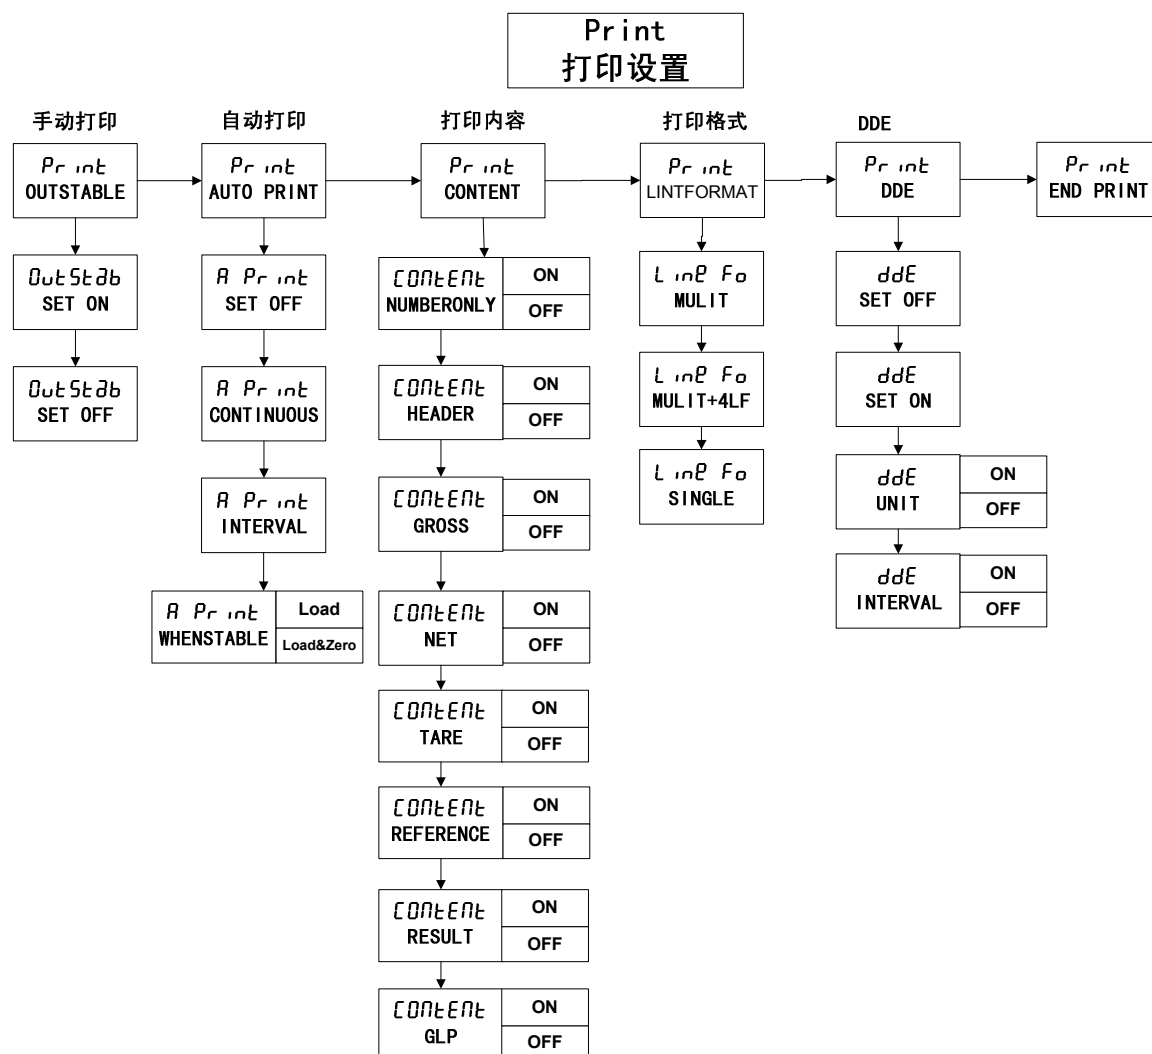 Print
打印设置
手动打印
自动打印
打印内容
打印格式
DDE
Print
OUTSTABLE
Print
AUTO PRINT
Print
CONTENT
Print
LINTFORMAT
Print
DDE
Print
END PRINT
OutStab
SET ON
OutStab
SET OFF
A Print
SET OFF
A Print
CONTINUOUS
A Print
INTERVAL
A Print
WHENSTABLE
Load
Load&Zero
CONtENt
NUMBERONLY
ON
OFF
CONtENt
HEADER
ON
OFF
CONtENt
GROSS
ON
OFF
CONtENt
NET
ON
OFF
CONtENt
TARE
ON
OFF
CONtENt
REFERENCE
ON
OFF
CONtENt
RESULT
ON
OFF
CONtENt
GLP
ON
OFF
Line Fo
MULIT
Line Fo
MULIT+4LF
Line Fo
SINGLE
ddE
SET OFF
ddE
SET ON
ddE
UNIT
ON
OFF
ddE
INTERVAL
ON
OFF